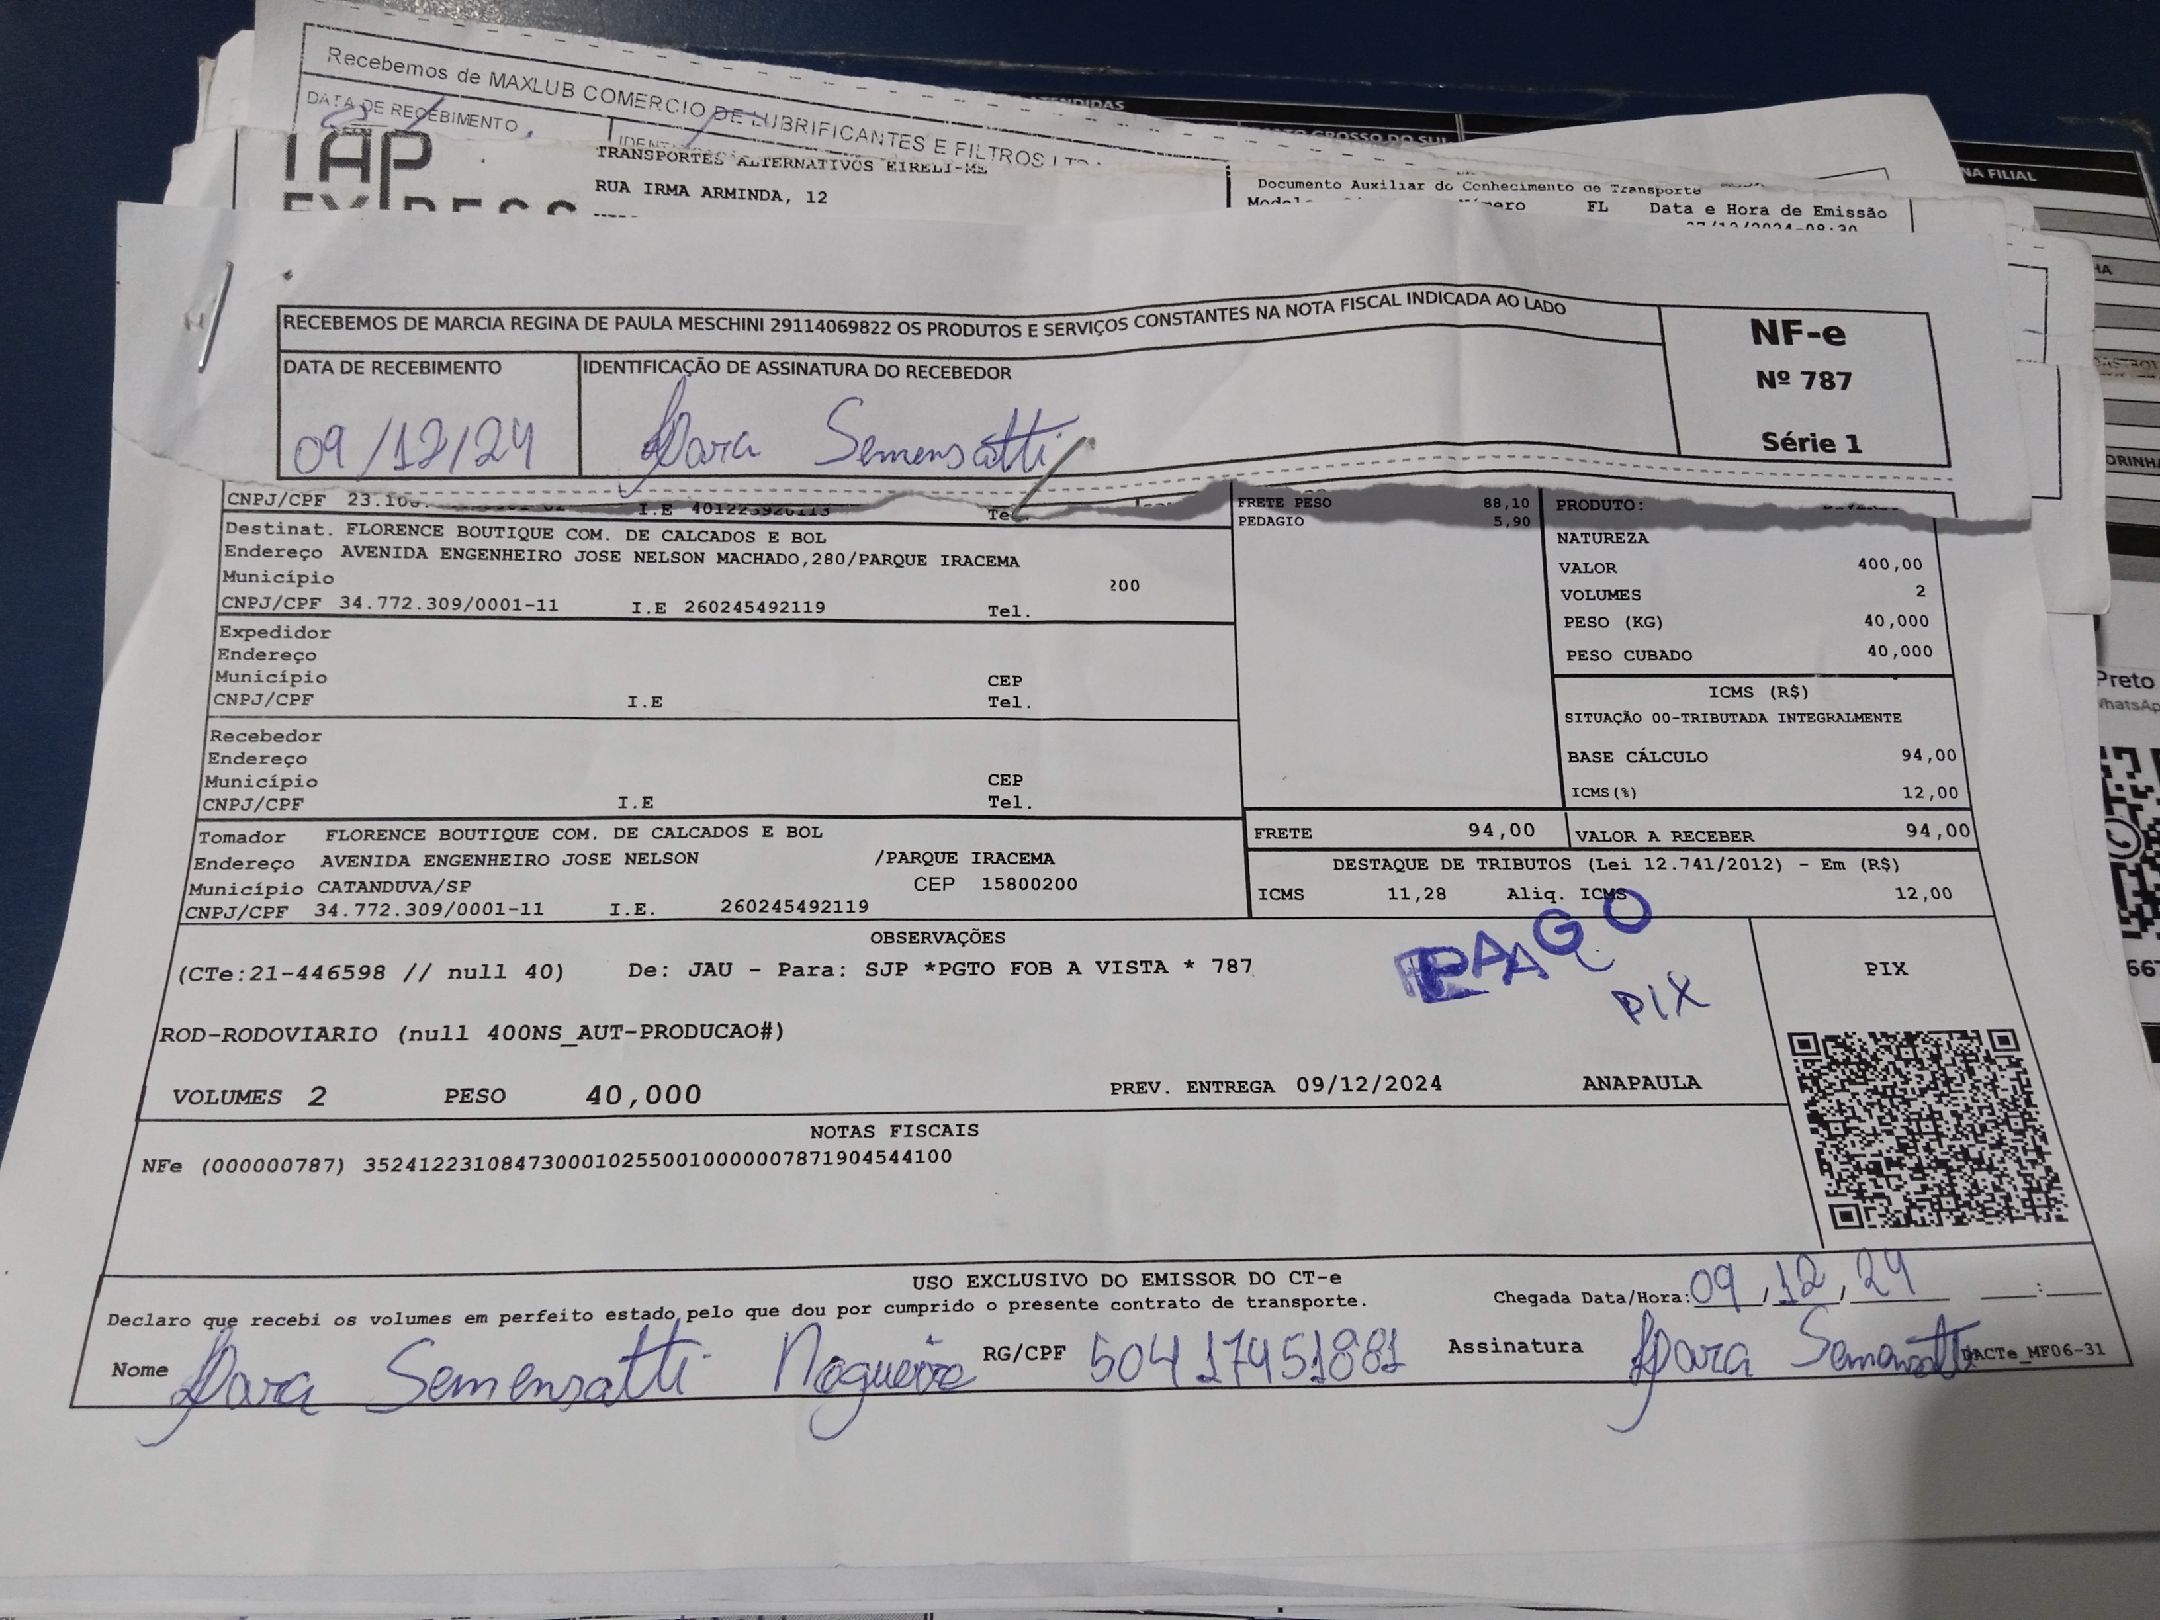 Recebemos de MAXLUB COMERCIO DE LUBRIFICANTES E FILTROS
DATA DE RECEBIMENTO
TRANSPORTES ALTERNATIVOS EIRELI-ME
RUA IRMA ARMINDA, 12
Documento Auxiliar do Conhecimento de Transporte
FL Data e Hora de Emissão
NA FILIAL
RECEBEMOS DE MARCIA REGINA DE PAULA MESCHINI 29114069822 OS PRODUTOS E SERVIÇOS CONSTANTES NA NOTA FISCAL INDICADA AO LADO
NF-e
Nº 787
Série 1
DATA DE RECEBIMENTO
09/12/24
IDENTIFICAÇÃO DE ASSINATURA DO RECEBEDOR
Semensatti
CNPJ/CPF I.E
Destinat. FLORENCE BOUTIQUE COM. DE CALCADOS E BOL
Endereço AVENIDA ENGENHEIRO JOSE NELSON MACHADO,280/PARQUE IRACEMA
Município 200
CNPJ/CPF 34.772.309/0001-11 I.E 260245492119 Tel.
Expedidor
Endereço
Município CEP
CNPJ/CPF I.E Tel.
Recebedor
Endereço
Município CEP
CNPJ/CPF I.E Tel.
Tomador FLORENCE BOUTIQUE COM. DE CALCADOS E BOL
Endereço AVENIDA ENGENHEIRO JOSE NELSON /PARQUE IRACEMA
Município CATANDUVA/SP CEP 15800200
CNPJ/CPF 34.772.309/0001-11 I.E. 260245492119
FRETE PESO 88,10
PEDAGIO 5,90
PRODUTO:
NATUREZA
VALOR 400,00
VOLUMES 2
PESO (KG) 40,000
PESO CUBADO 40,000
ICMS (R$)
SITUAÇÃO 00-TRIBUTADA INTEGRALMENTE
BASE CÁLCULO 94,00
ICMS(%) 12,00
FRETE 94,00 VALOR A RECEBER 94,00
DESTAQUE DE TRIBUTOS (Lei 12.741/2012) - Em (R$)
ICMS 11,28 Aliq. ICMS 12,00
OBSERVAÇÕES
(CTe:21-446598 // null 40) De: JAU - Para: SJP *PGTO FOB A VISTA * 787
PAGO
PIX
PIX
ROD-RODOVIARIO (null 400NS_AUT-PRODUCAO#)
VOLUMES 2 PESO 40,000 PREV. ENTREGA 09/12/2024 ANAPAULA
NOTAS FISCAIS
NFe (000000787) 35241223108473000102550010000007871904544100
USO EXCLUSIVO DO EMISSOR DO CT-e
Declaro que recebi os volumes em perfeito estado pelo que dou por cumprido o presente contrato de transporte.
Chegada Data/Hora: 09, 12, 24 :
Nome Semensatti Nogueira RG/CPF 50417451881 Assinatura
DACTe_MF06-31
Preto